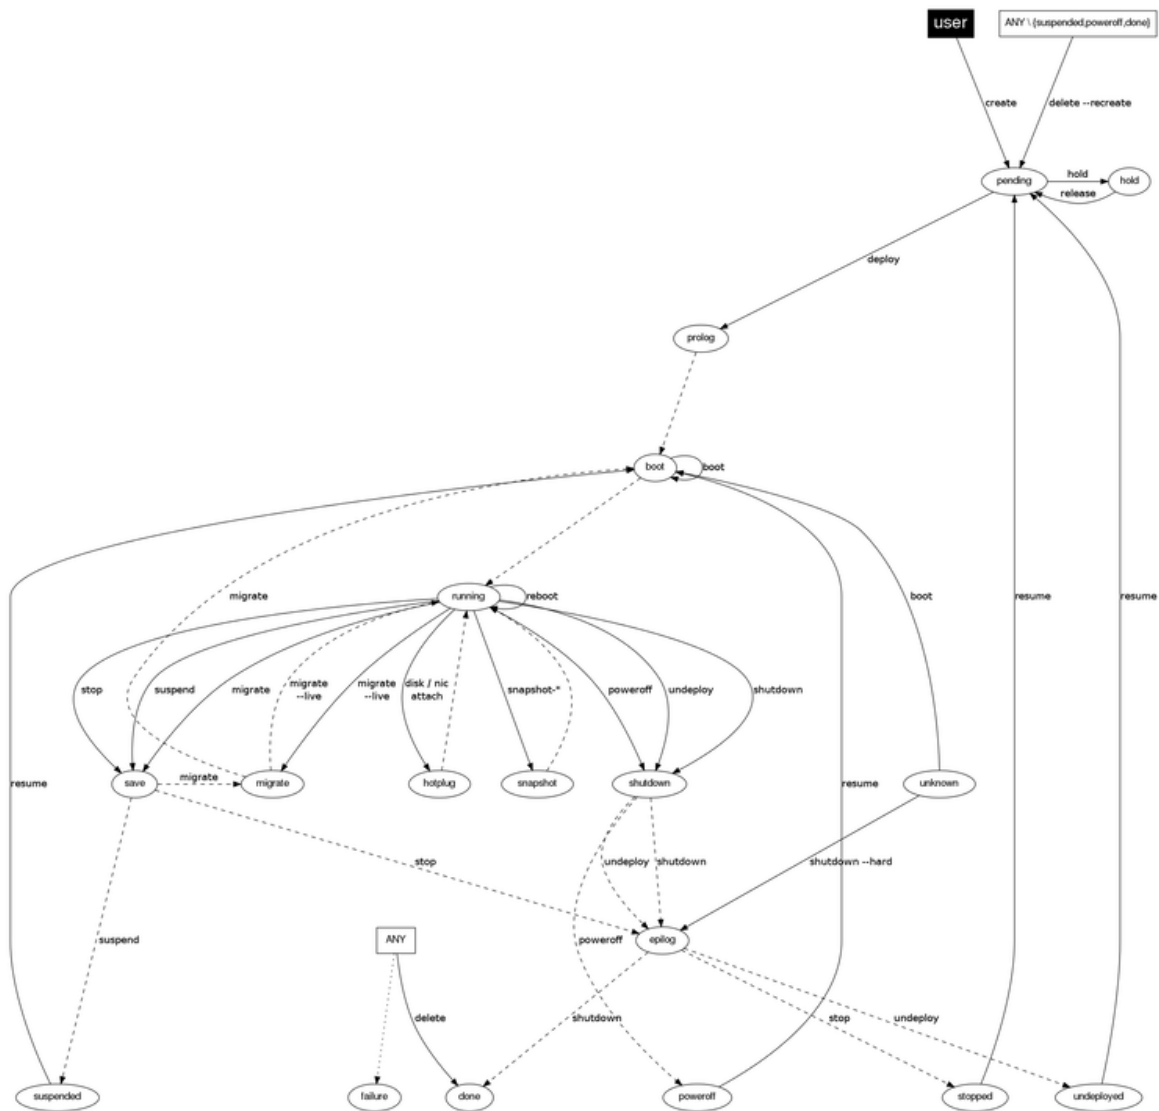 user
ANY \ {suspended,poweroff,done}
create
delete --recreate
pending
hold
hold
release
deploy
prolog
boot
boot
running
reboot
migrate
boot
resume
resume
stop
suspend
migrate
migrate
--live
migrate
--live
disk / nic
attach
snapshot-*
poweroff
undeploy
shutdown
save
migrate
migrate
hotplug
snapshot
shutdown
unknown
resume
resume
stop
undeploy
shutdown
shutdown --hard
suspend
ANY
poweroff
epilog
delete
shutdown
stop
undeploy
suspended
failure
done
poweroff
stopped
undeployed